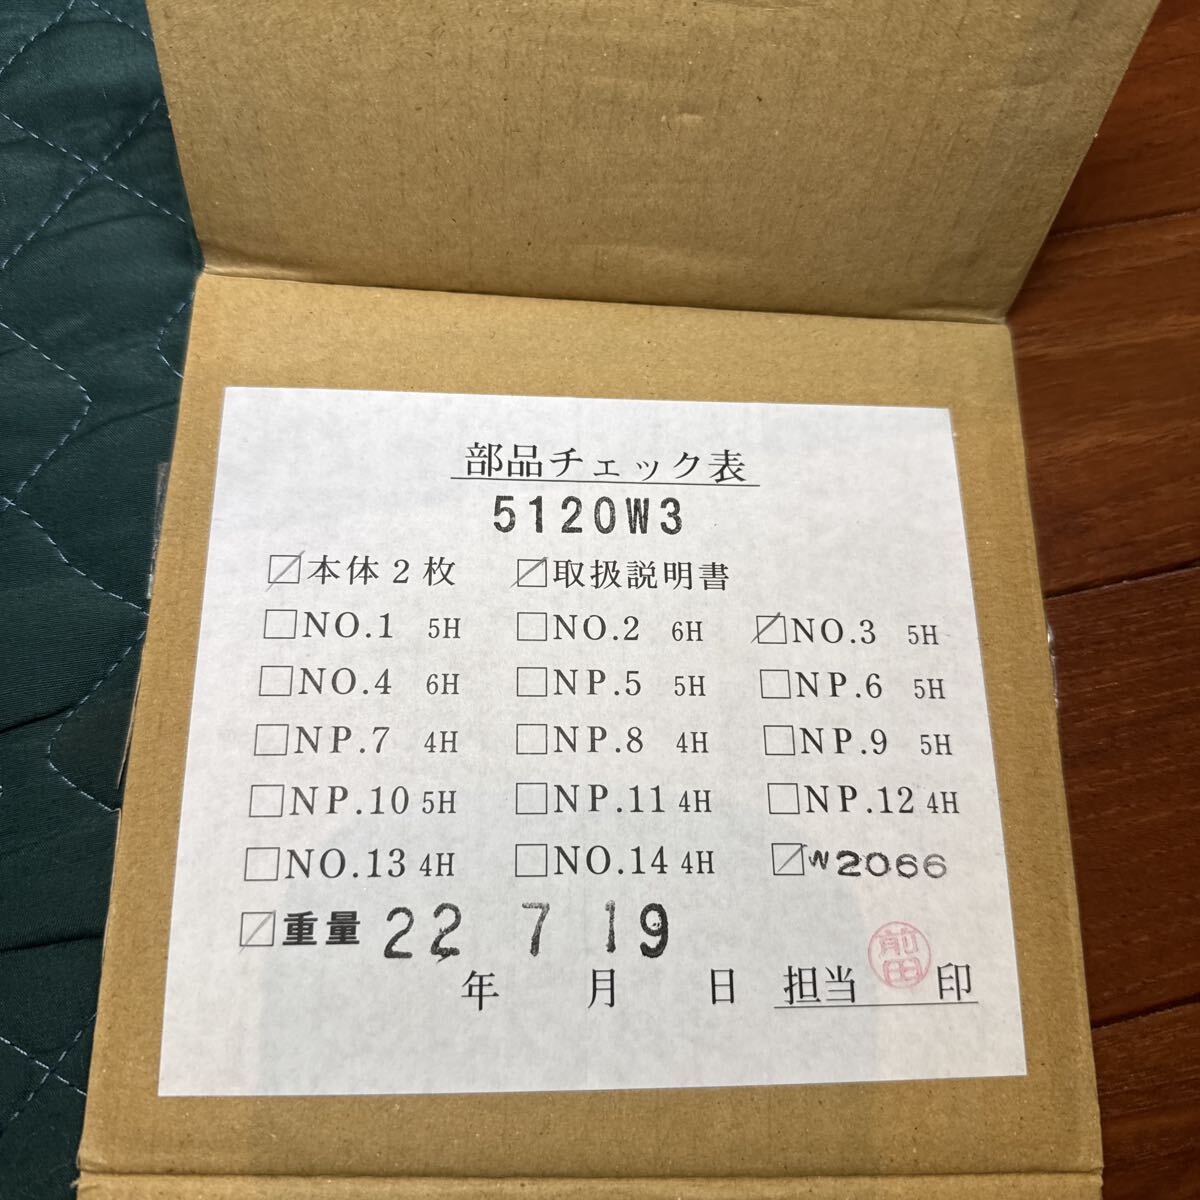 部品チェック表
5120W3
本体2枚 取扱説明書
NO.1 5H NO.2 6H NO.3 5H
NO.4 6H NP.5 5H NP.6 5H
NP.7 4H NP.8 4H NP.9 5H
NP.10 5H NP.11 4H NP.12 4H
NO.13 4H NO.14 4H W2066
重量 22 7 19
年 月 日 担当 前田 印